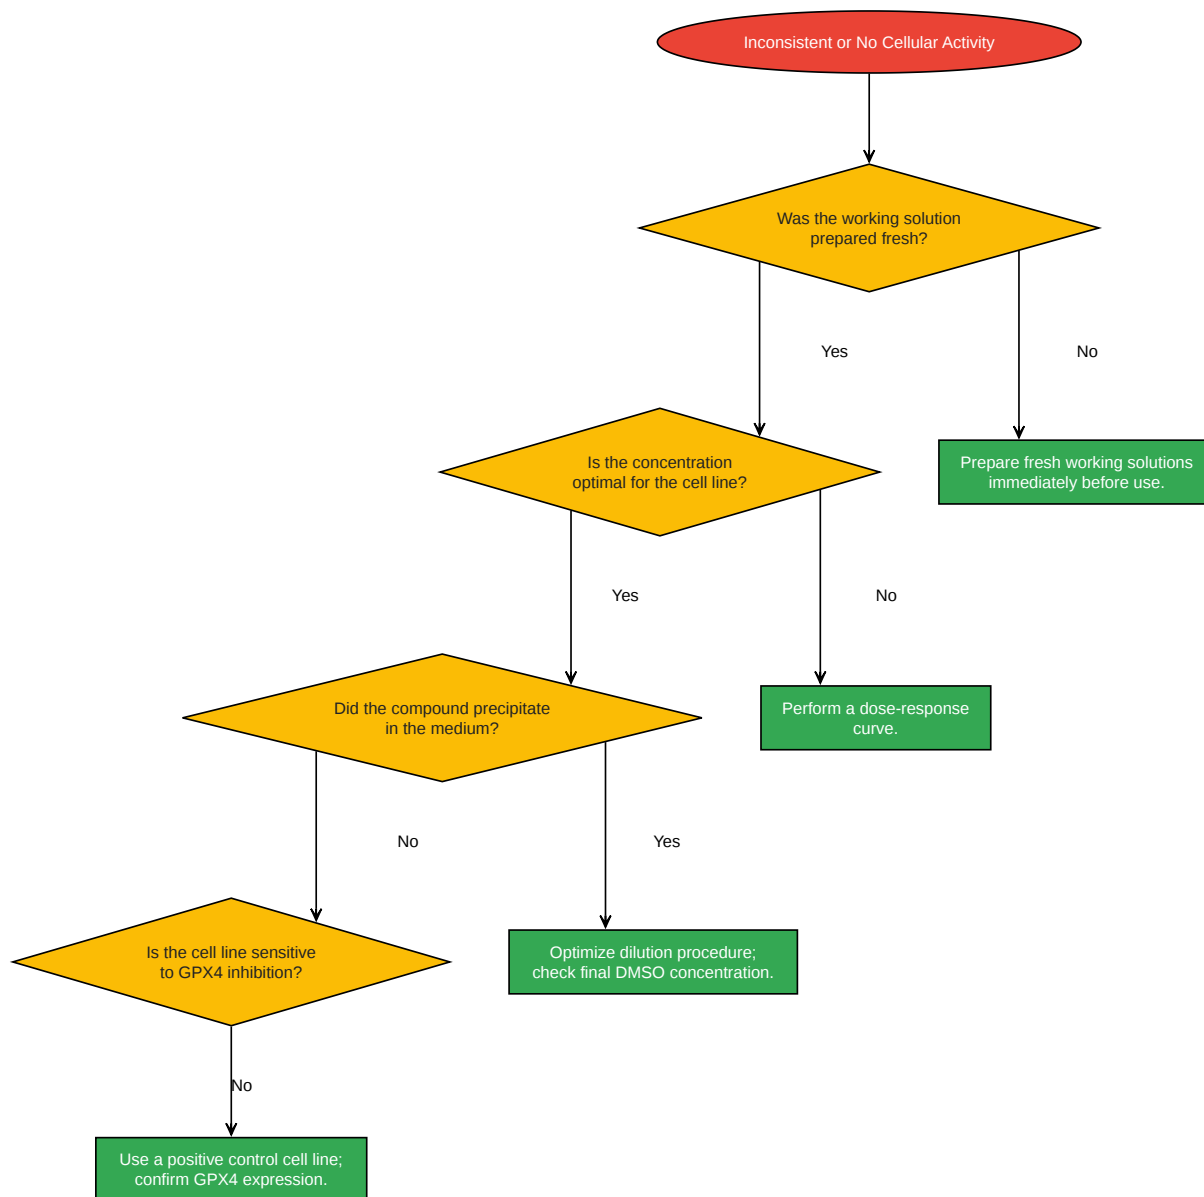 Inconsistent or No Cellular Activity
Was the working solution
prepared fresh?
Yes
No
Is the concentration
optimal for the cell line?
Prepare fresh working solutions
immediately before use.
Yes
No
Did the compound precipitate
in the medium?
Perform a dose-response
curve.
No
Yes
Is the cell line sensitive
to GPX4 inhibition?
Optimize dilution procedure;
check final DMSO concentration.
No
Use a positive control cell line;
confirm GPX4 expression.